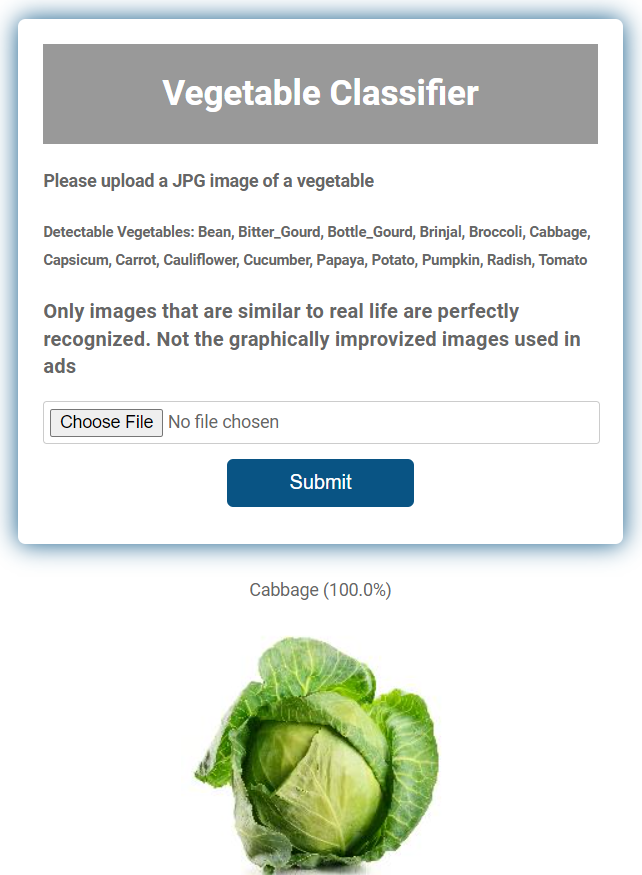 Vegetable Classifier
Please upload a JPG image of a vegetable
Detectable Vegetables: Bean, Bitter_Gourd, Bottle_Gourd, Brinjal, Broccoli, Cabbage,
Capsicum, Carrot, Cauliflower, Cucumber, Papaya, Potato, Pumpkin, Radish, Tomato
Only images that are similar to real life are perfectly
recognized. Not the graphically improvized images used in
ads
Choose File No file chosen
Submit
Cabbage (100.0%)